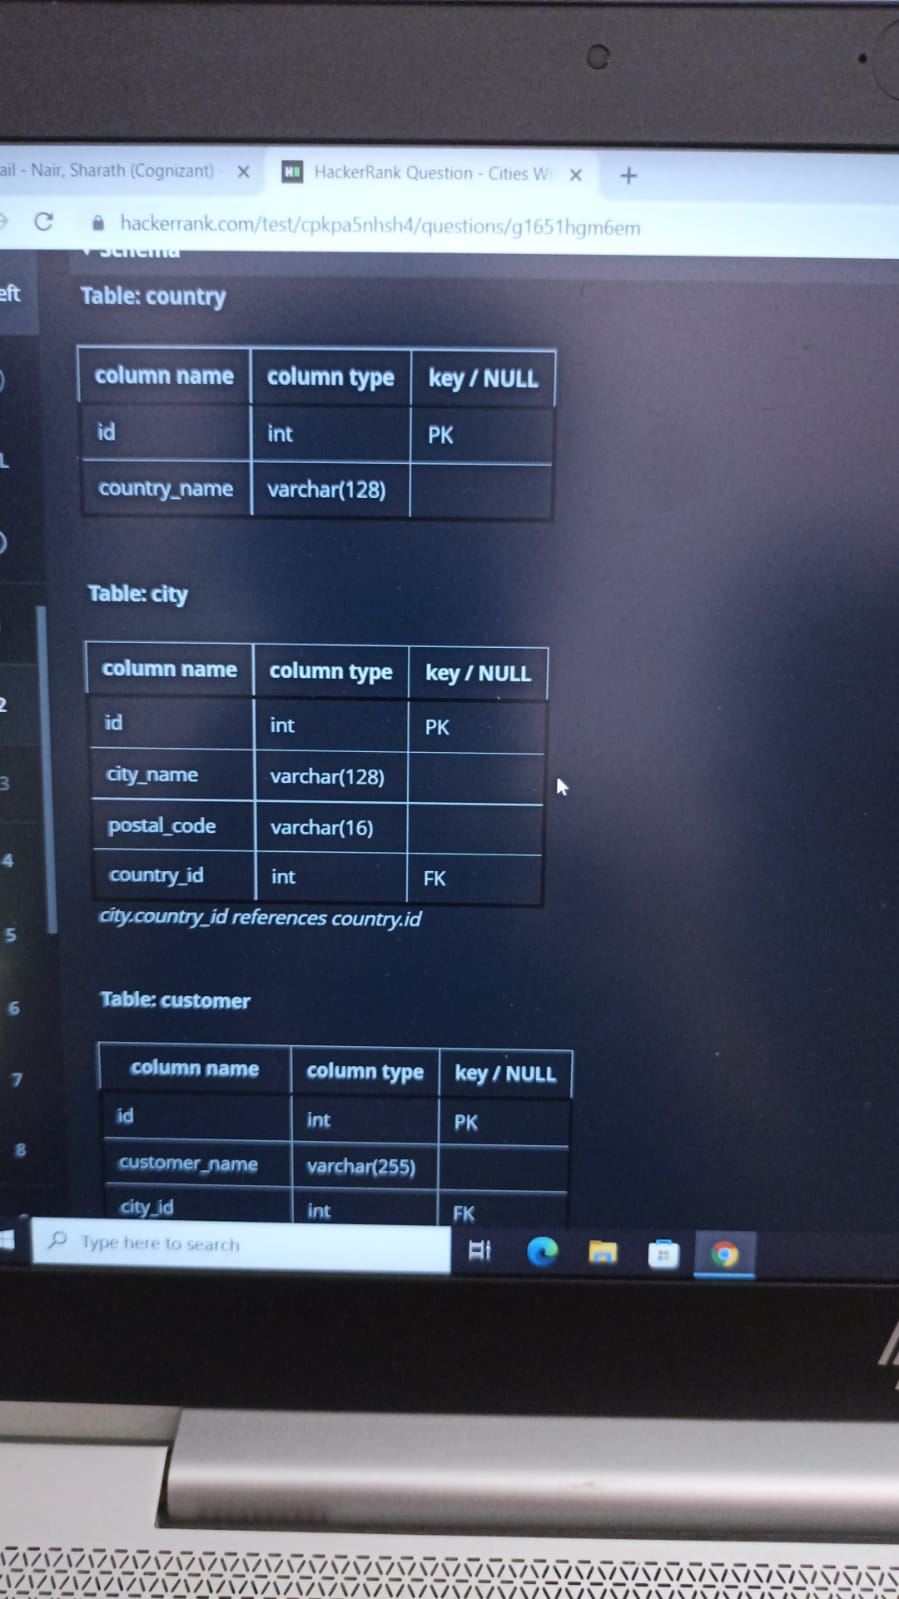 ail - Nair, Sharath (Cognizant)
HackerRank Question - Cities W
hackerrank.com/test/cpkpa5nhsh4/questions/g1651hgm6em
Schema
eft
Table: country
column name column type key / NULL
id int PK
country_name varchar(128)
Table: city
column name column type key / NULL
id int PK
city_name varchar(128)
postal_code varchar(16)
country_id int FK
city.country_id references country.id
Table: customer
column name column type key / NULL
id int PK
customer_name varchar(255)
city_id int FK
L
2
3
4
5
6
7
8
Type here to search